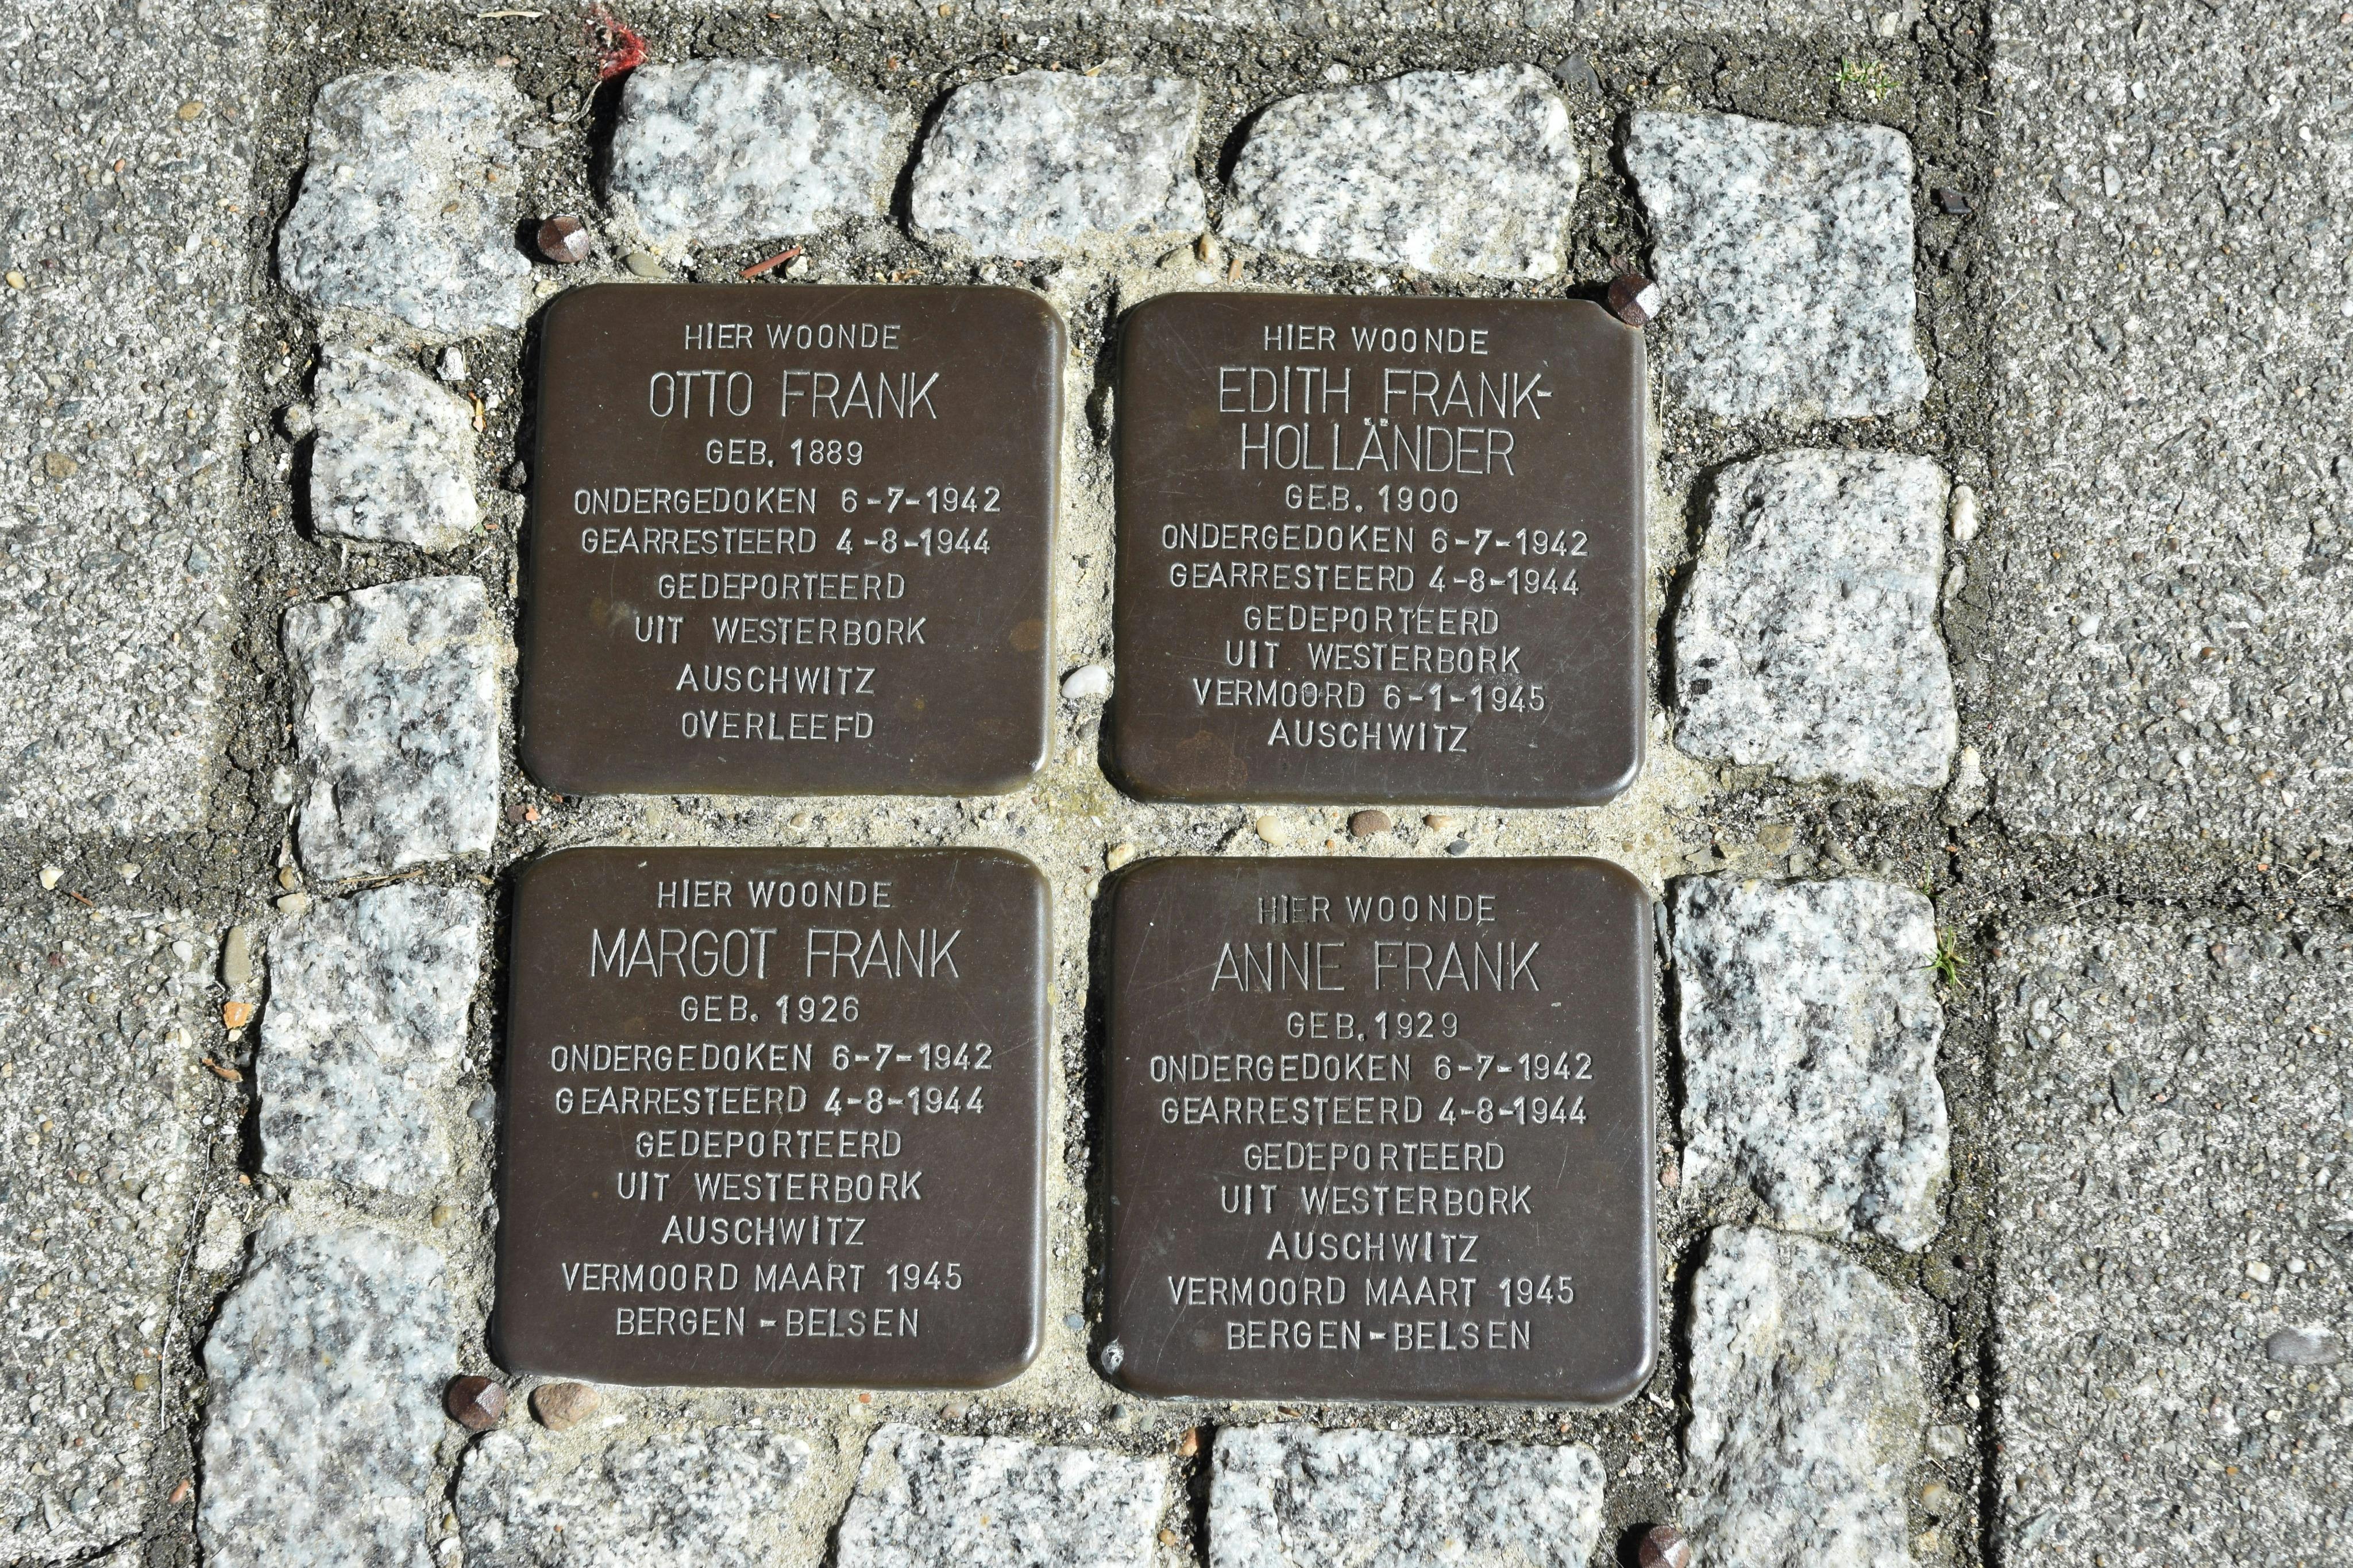 HIER WOONDE
OTTO FRANK
GEB. 1889
ONDERGEDOKEN 6-7-1942
GEARRESTEERD 4-8-1944
GEDEPORTEERD
UIT WESTERBORK
AUSCHWITZ
OVERLEEFD
HIER WOONDE
EDITH FRANK-
HOLLÄNDER
GEB. 1900
ONDERGEDOKEN 6-7-1942
GEARRESTEERD 4-8-1944
GEDEPORTEERD
UIT WESTERBORK
VERMOORD 6-1-1945
AUSCHWITZ
HIER WOONDE
MARGOT FRANK
GEB. 1926
ONDERGEDOKEN 6-7-1942
GEARRESTEERD 4-8-1944
GEDEPORTEERD
UIT WESTERBORK
AUSCHWITZ
VERMOORD MAART 1945
BERGEN-BELSEN
HIER WOONDE
ANNE FRANK
GEB. 1929
ONDERGEDOKEN 6-7-1942
GEARRESTEERD 4-8-1944
GEDEPORTEERD
UIT WESTERBORK
AUSCHWITZ
VERMOORD MAART 1945
BERGEN-BELSEN